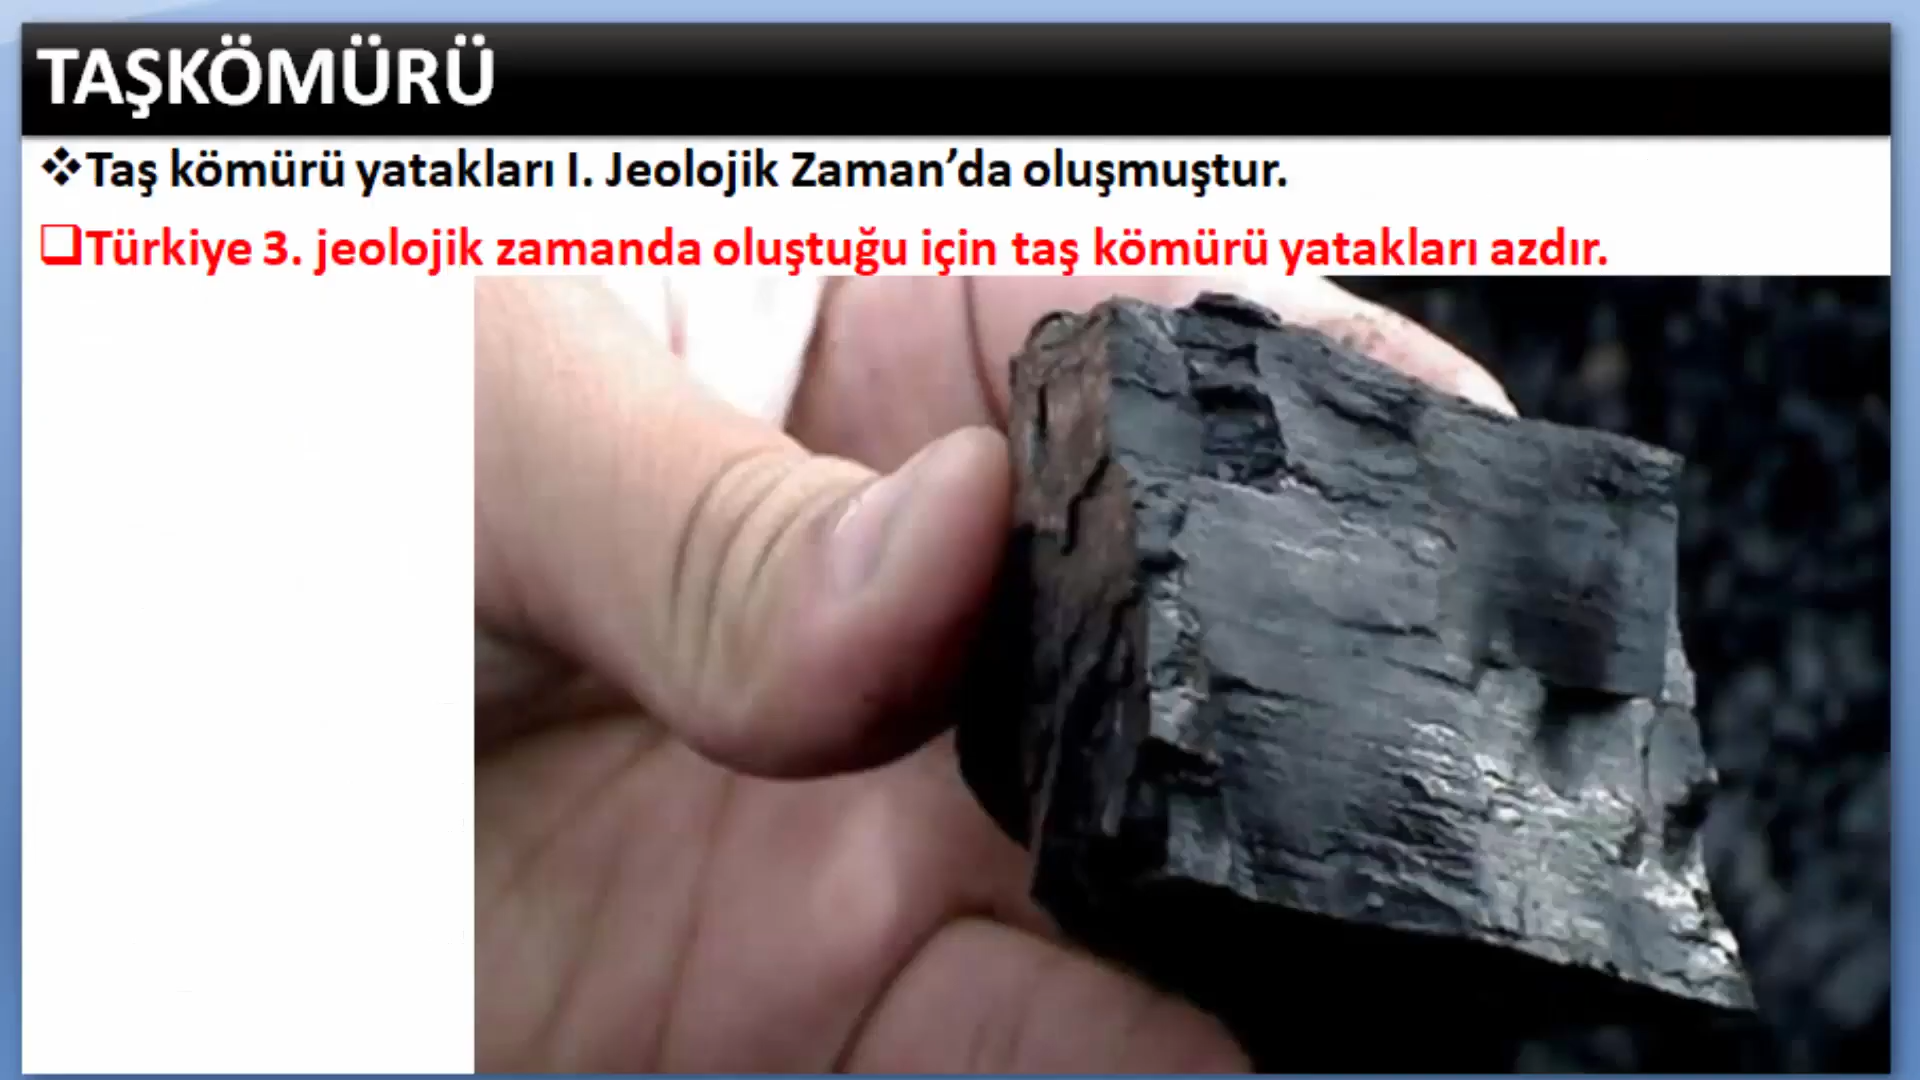 TAŞKÖMÜRÜ
❖Taş kömürü yatakları I. Jeolojik Zaman’da oluşmuştur.
❑Türkiye 3. jeolojik zamanda oluştuğu için taş kömürü yatakları azdır.